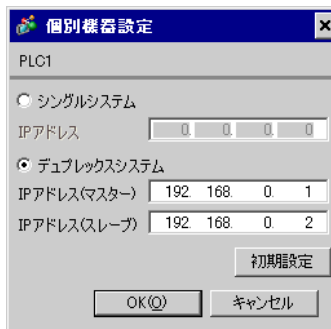 個別機器設定
PLC1
シングルシステム
IPアドレス 0. 0. 0. 0
デュプレックスシステム
IPアドレス(マスター) 192. 168. 0. 1
IPアドレス(スレーブ) 192. 168. 0. 2
初期設定
OK(O) キャンセル